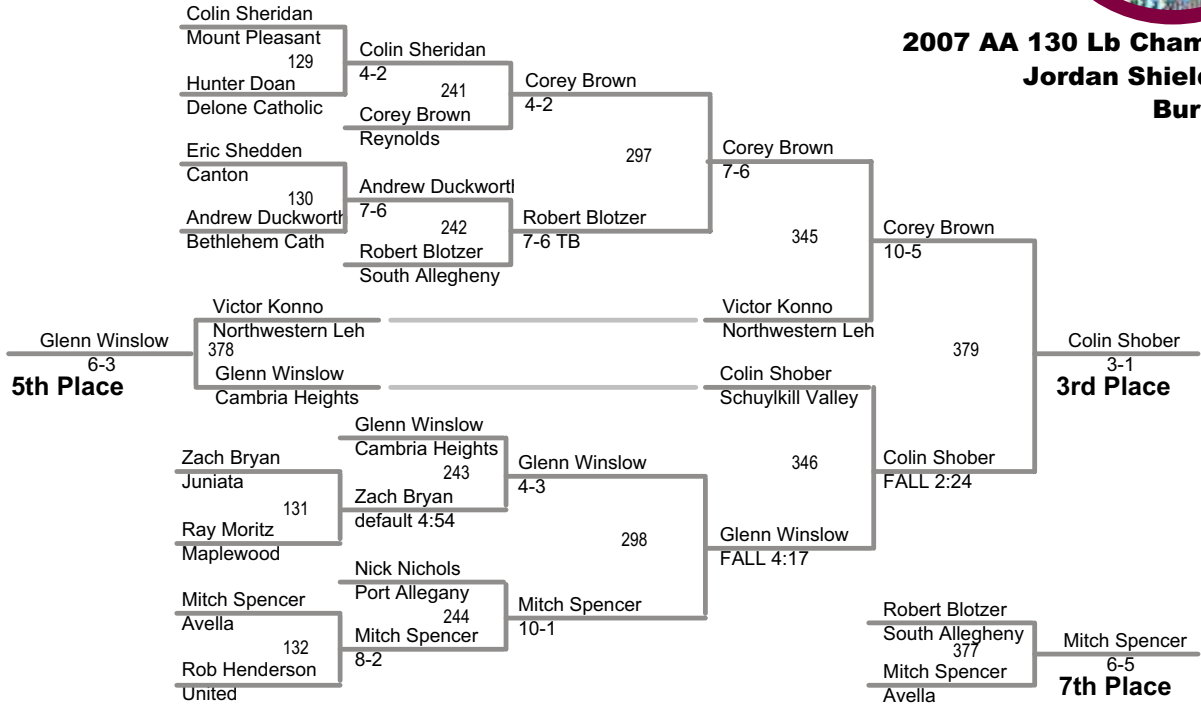 2007 AA 130 Lb Cham
Jordan Shiel
Bur
Colin Sheridan
Mount Pleasant
129
Hunter Doan
Delone Catholic
Colin Sheridan
4-2
241
Corey Brown
Reynolds
Corey Brown
4-2
Eric Shedden
Canton
130
Andrew Duckworth
Bethlehem Cath
Andrew Duckworth
7-6
242
Robert Blotzer
South Allegheny
Robert Blotzer
7-6 TB
297
Corey Brown
7-6
345
Victor Konno
Northwestern Leh
Corey Brown
10-5
Victor Konno
Northwestern Leh
378
Glenn Winslow
Cambria Heights
Glenn Winslow
6-3
5th Place
Colin Shober
Schuylkill Valley
346
Colin Shober
FALL 2:24
379
Colin Shober
3-1
3rd Place
Glenn Winslow
Cambria Heights
243
Zach Bryan
Juniata
131
Ray Moritz
Maplewood
Zach Bryan
default 4:54
Glenn Winslow
4-3
298
Glenn Winslow
FALL 4:17
Nick Nichols
Port Allegany
244
Mitch Spencer
Avella
132
Rob Henderson
United
Mitch Spencer
8-2
Mitch Spencer
10-1
Robert Blotzer
South Allegheny
377
Mitch Spencer
Avella
Mitch Spencer
6-5
7th Place